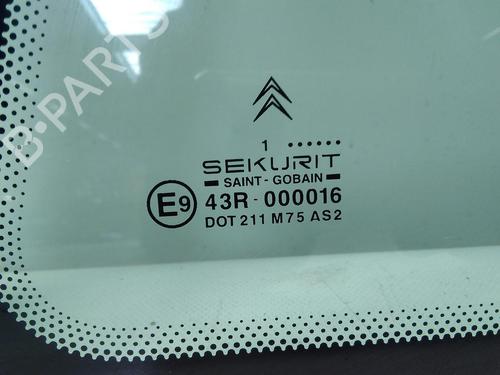 B-PARTS
1 ......
SEKURIT
SAINT-GOBAIN
E9 43R-000016
DOT 211 M75 AS2